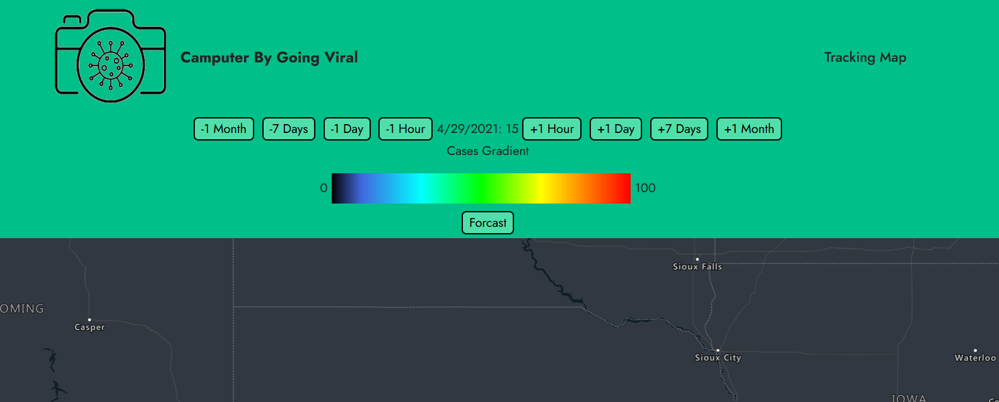 Camputer By Going Viral
Tracking Map
-1 Month -7 Days -1 Day -1 Hour 4/29/2021: 15 +1 Hour +1 Day +7 Days +1 Month
Cases Gradient
0 100
Forcast
Sioux Falls
OMING
Casper
Sioux City
Waterloo
IOWA